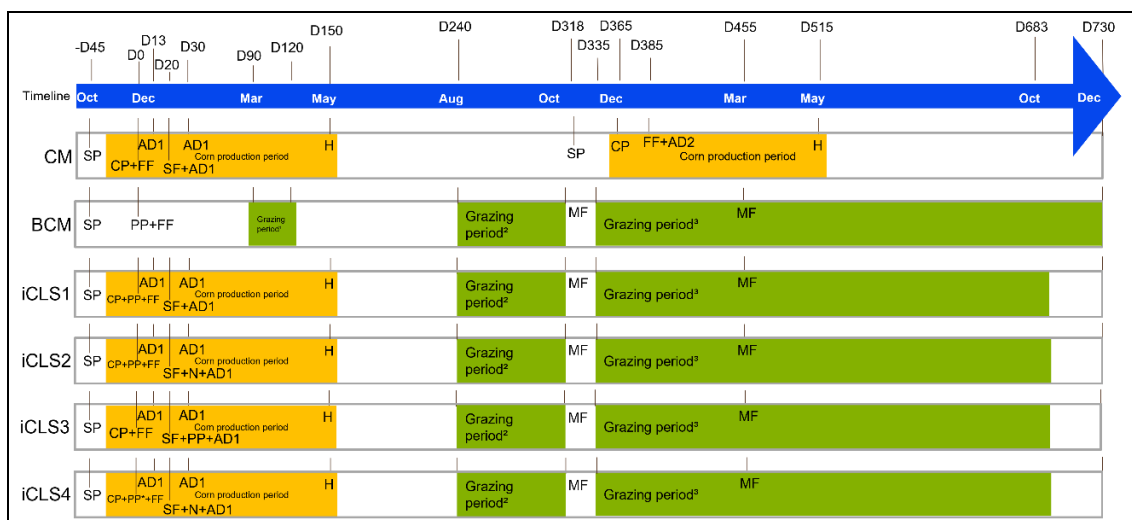 D150 D240 D318 D365 D455 D515 D683 D730
-D45 D13 D30 D90 D120 D335 D385
D0 D20
Timeline Oct Dec Mar May Aug Oct Dec Mar May Oct Dec
CM SP AD1 AD1 H SP CP FF+AD2 H
CP+FF SF+AD1 Corn production period Corn production period
BCM SP PP+FF Grazing period¹ Grazing period² MF Grazing period³ MF
iCLS1 SP AD1 AD1 H Grazing period² MF Grazing period³ MF
CP+PP+FF SF+AD1 Corn production period
iCLS2 SP AD1 AD1 H Grazing period² MF Grazing period³ MF
CP+PP+FF SF+N+AD1 Corn production period
iCLS3 SP AD1 AD1 H Grazing period² MF Grazing period³ MF
CP+FF SF+PP+AD1 Corn production period
iCLS4 SP AD1 AD1 H Grazing period² MF Grazing period³ MF
CP+PP*+FF SF+N+AD1 Corn production period